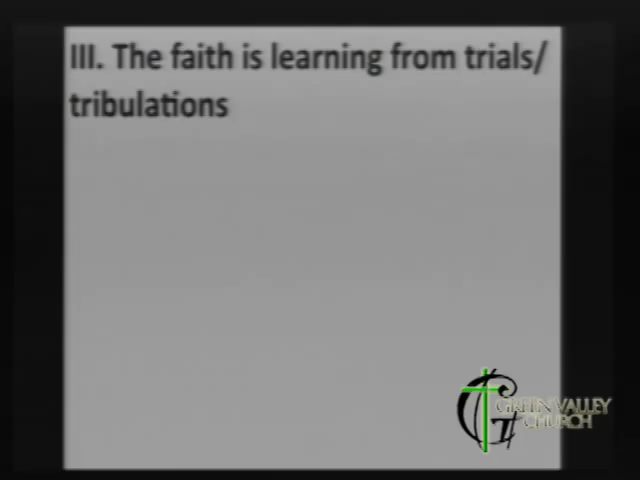 III. The faith is learning from trials/
tribulations
GREEN VALLEY
CHURCH